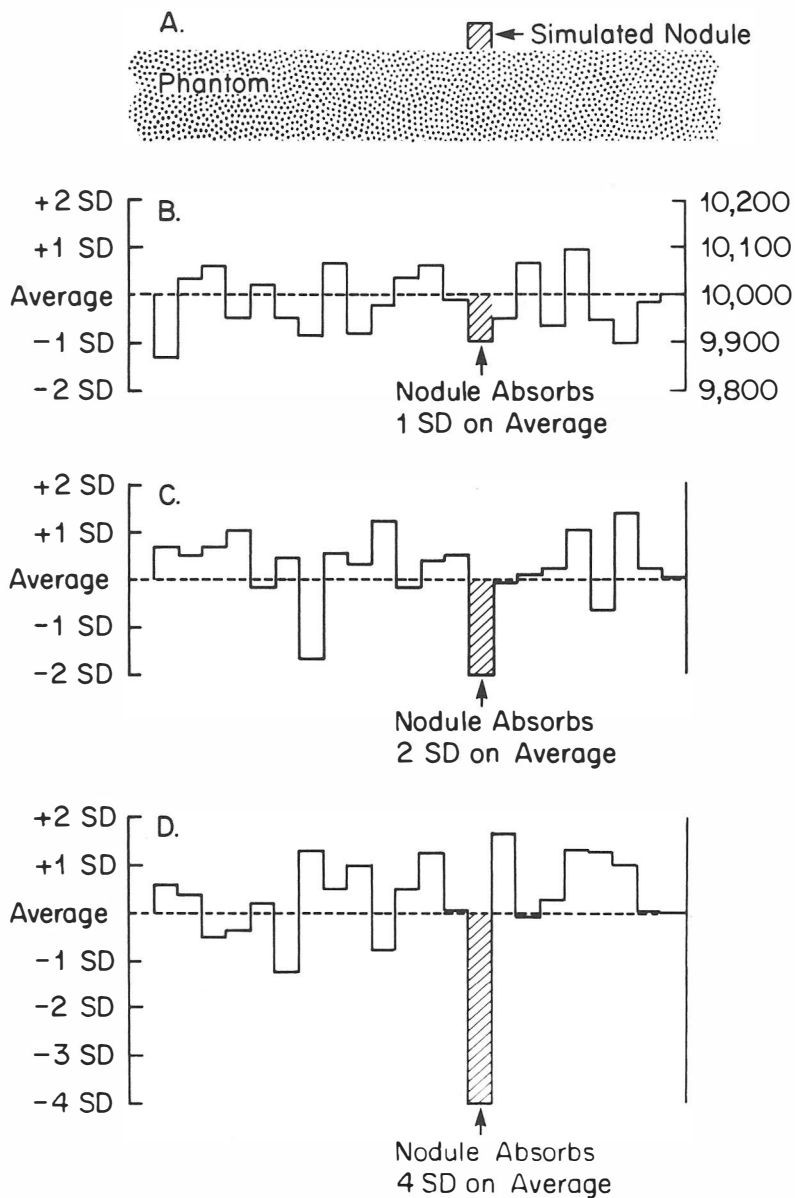 A.
Simulated Nodule
Phantom
B.
+2 SD
+1 SD
Average
-1 SD
-2 SD
10,200
10,100
10,000
9,900
9,800
Nodule Absorbs
1 SD on Average
C.
+2 SD
+1 SD
Average
-1 SD
-2 SD
Nodule Absorbs
2 SD on Average
D.
+2 SD
+1 SD
Average
-1 SD
-2 SD
-3 SD
-4 SD
Nodule Absorbs
4 SD on Average